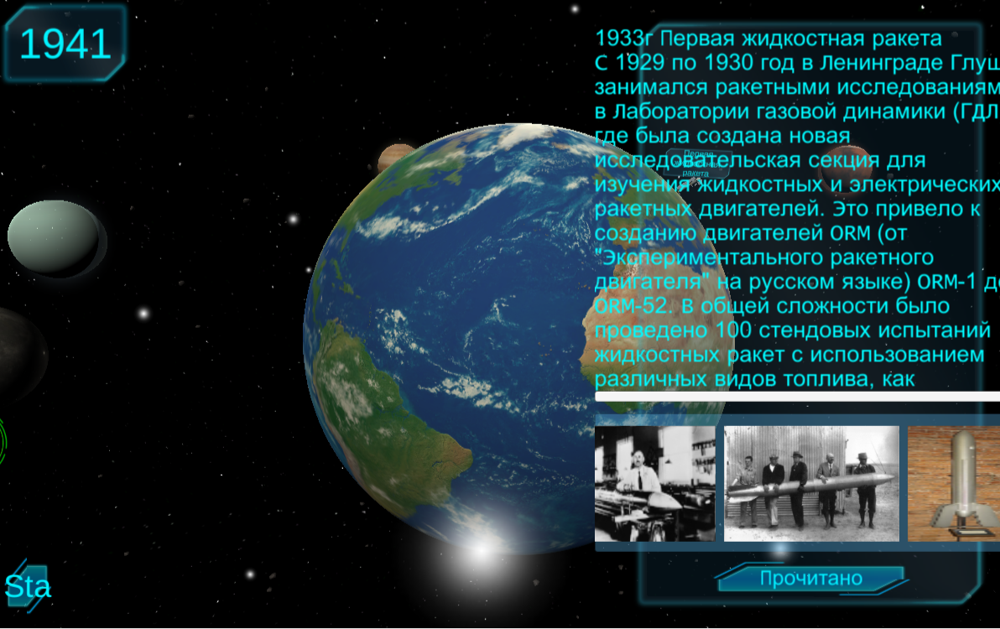 1941
1933г Первая жидкостная ракета
С 1929 по 1930 год в Ленинграде Глуш
занимался ракетными исследованиям
в Лаборатории газовой динамики (ГДЛ
где была создана новая
исследовательская секция для
изучения жидкостных и электрических
ракетных двигателей. Это привело к
созданию двигателей ORM (от
"Экспериментального ракетного
двигателя" на русском языке) ORM-1 до
ORM-52. В общей сложности было
проведено 100 стендовых испытаний
жидкостных ракет с использованием
различных видов топлива, как
Первая
ракета
Sta
Прочитано